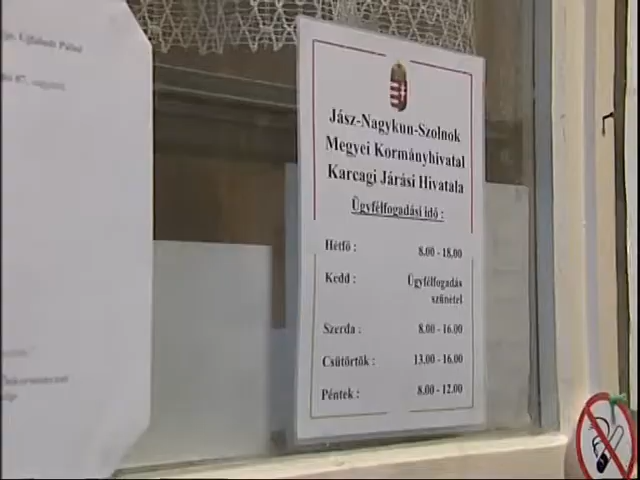 Jász-Nagykun-Szolnok
Megyei Kormányhivatal
Karcagi Járási Hivatala
Ügyfélfogadási idő :
Hétfő : 8.00 - 18.00
Kedd : Ügyfélfogadás
szünetel
Szerda : 8.00 - 16.00
Csütörtök : 13.00 - 16.00
Péntek : 8.00 - 12.00